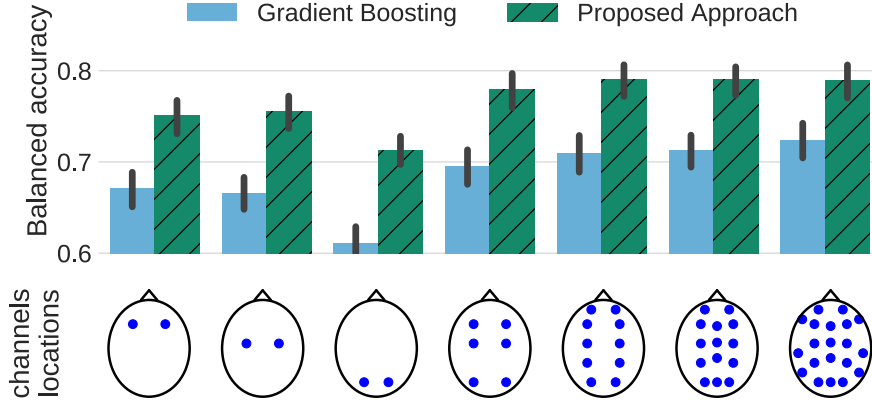 Gradient Boosting
Proposed Approach
Balanced accuracy
0.8
0.7
0.6
channels
locations